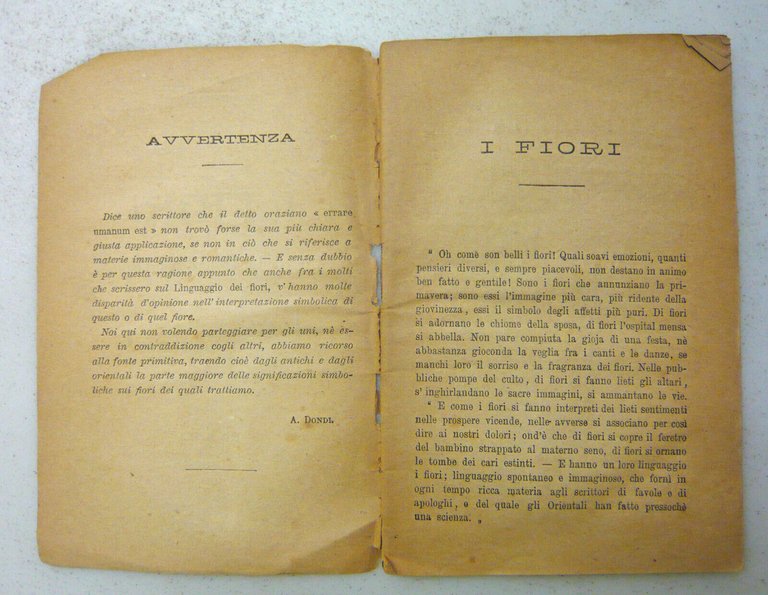 AVVERTENZA
Dice uno scrittore che il detto oraziano « errare
umanum est » non trovò forse la sua più chiara e
giusta applicazione, se non in ciò che si riferisce a
materie immaginose e romantiche. — E senza dubbio
è per questa ragione appunto che anche fra i molti
che scrissero sul Linguaggio dei fiori, v'hanno molte
disparità d'opinione nell'interpretazione simbolica di
questo o di quel fiore.
Noi qui non volendo parteggiare per gli uni, nè es-
sere in contraddizione cogli altri, abbiamo ricorso
alla fonte primitiva, traendo cioè dagli antichi e dagli
orientali la parte maggiore delle significazioni simbo-
liche sui fiori dei quali trattiamo.
A. DONDI.
I FIORI
" Oh come son belli i fiori! Quali soavi emozioni, quanti
pensieri diversi, e sempre piacevoli, non destano in animo
ben fatto e gentile! Sono i fiori che annunziano la pri-
mavera; sono essi l'immagine più cara, più ridente della
giovinezza, essi il simbolo degli affetti più puri. Di fiori
si adornano le chiome della sposa, di fiori l'ospital mensa
si abbella. Non pare compiuta la gioja di una festa, nè
abbastanza gioconda la veglia fra i canti e le danze, se
manchi loro il sorriso e la fragranza dei fiori. Nelle pub-
bliche pompe del culto, di fiori si fanno lieti gli altari,
s'inghirlandano le sacre immagini, si ammantano le vie.
" E come i fiori si fanno interpreti dei lieti sentimenti
nelle prospere vicende, nelle avverse si associano per così
dire ai nostri dolori; ond'è che di fiori si copre il feretro
del bambino strappato al materno seno, di fiori si ornano
le tombe dei cari estinti. — E hanno un loro linguaggio
i fiori; linguaggio spontaneo e immaginoso, che fornì in
ogni tempo ricca materia agli scrittori di favole e di
apologhi, e del quale gli Orientali han fatto pressochè
una scienza. „